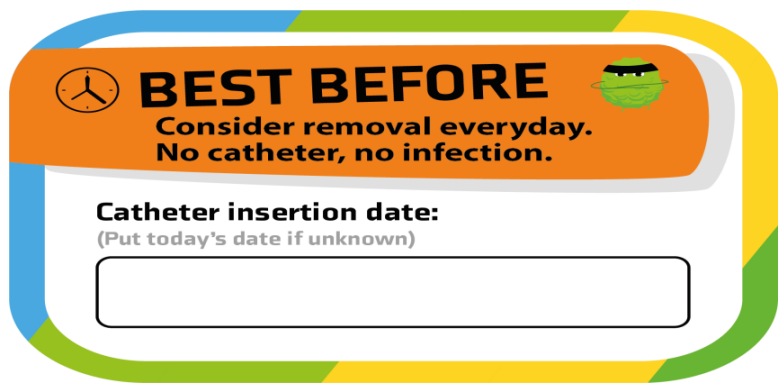 BEST BEFORE
Consider removal everyday.
No catheter, no infection.
Catheter insertion date:
(Put today's date if unknown)